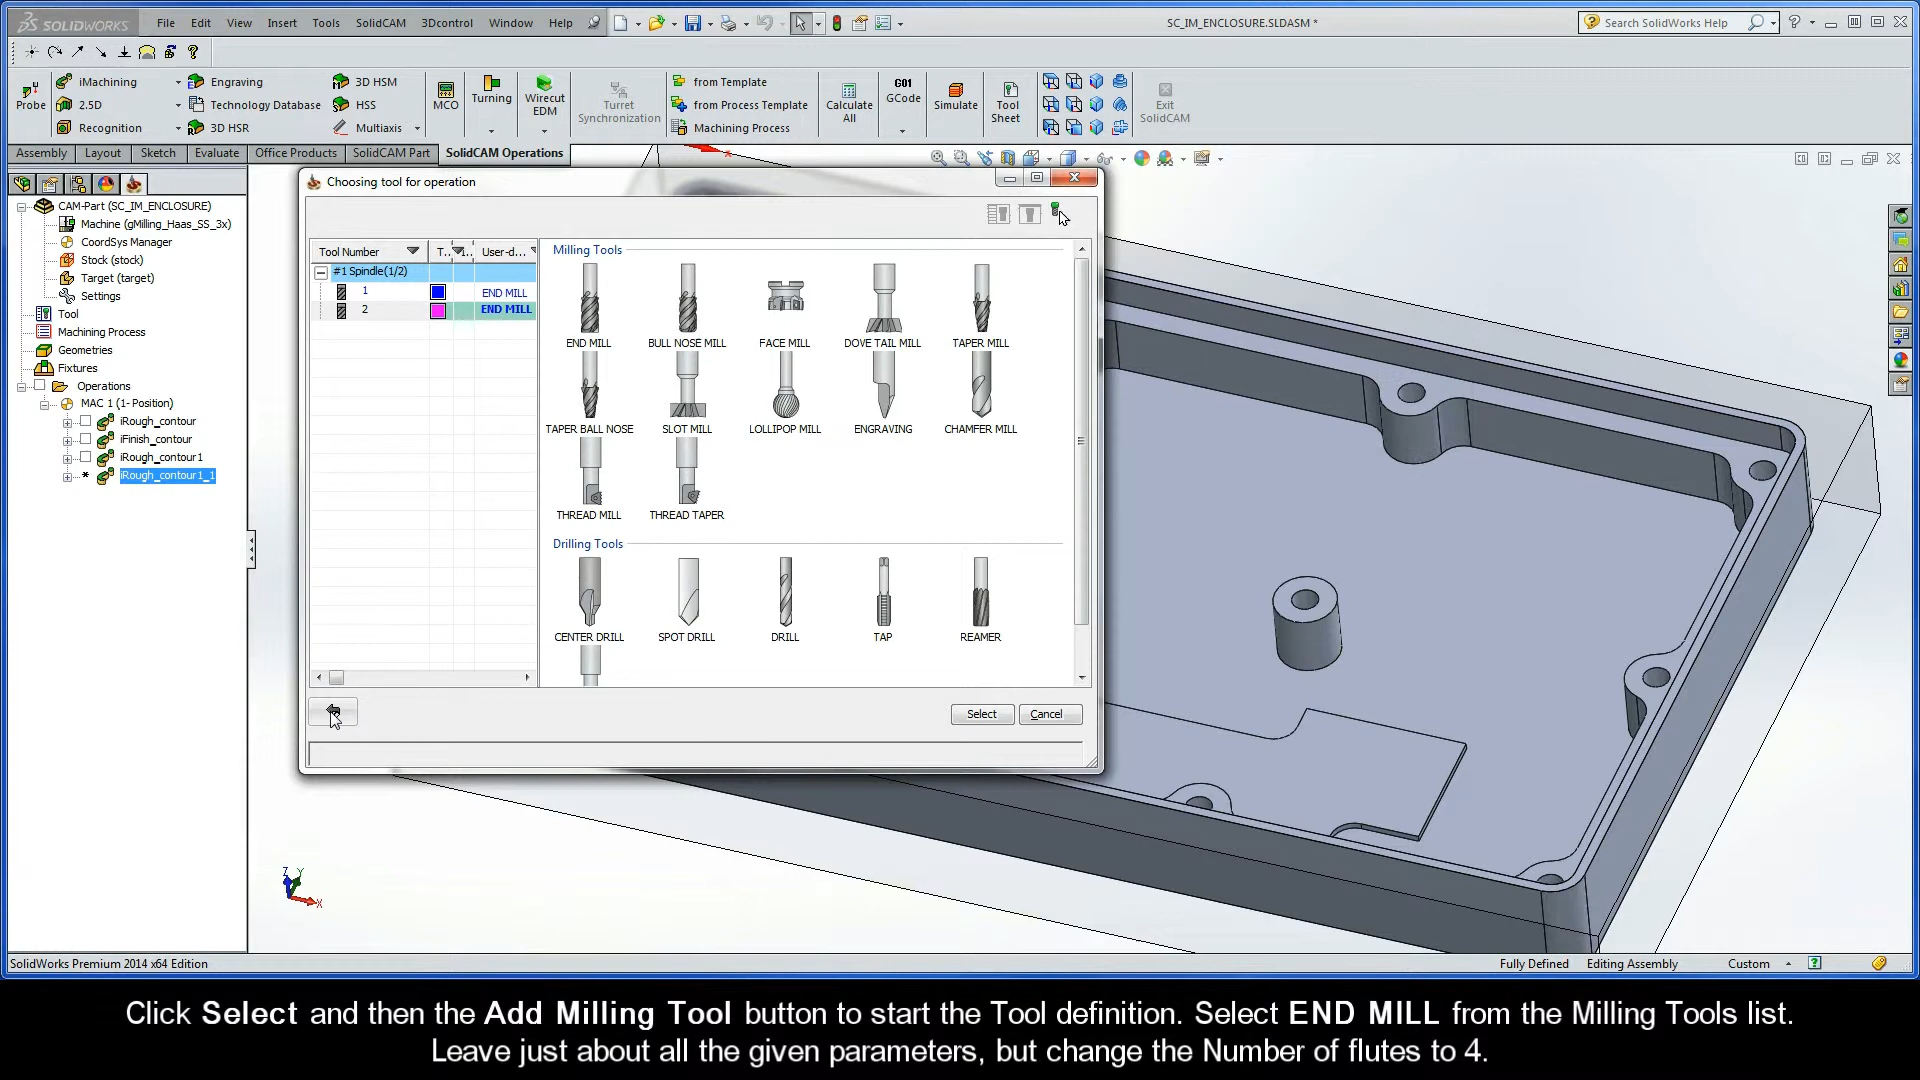 SOLIDWORKS File Edit View Insert Tools SolidCAM 3Dcontrol Window Help SC_IM_ENCLOSURE.SLDASM * Search SolidWorks Help
Probe iMachining Engraving 3D HSM MCO Turning Wirecut EDM Turret Synchronization from Template Calculate All G01 GCode Simulate Tool Sheet Exit SolidCAM
2.5D Technology Database HSS from Process Template
Recognition 3D HSR Multiaxis Machining Process
Assembly Layout Sketch Evaluate Office Products SolidCAM Part SolidCAM Operations
CAM-Part (SC_IM_ENCLOSURE)
Machine (gMilling_Haas_SS_3x)
CoordSys Manager
Stock (stock)
Target (target)
Settings
Tool
Machining Process
Geometries
Fixtures
Operations
MAC 1 (1- Position)
iRough_contour
iFinish_contour
iRough_contour1
iRough_contour1_1
Choosing tool for operation
Tool Number T... User-d...
#1 Spindle(1/2)
1 END MILL
2 END MILL
Milling Tools
END MILL BULL NOSE MILL FACE MILL DOVE TAIL MILL TAPER MILL
TAPER BALL NOSE SLOT MILL LOLLIPOP MILL ENGRAVING CHAMFER MILL
THREAD MILL THREAD TAPER
Drilling Tools
CENTER DRILL SPOT DRILL DRILL TAP REAMER
Select Cancel
Z Y X
SolidWorks Premium 2014 x64 Edition Fully Defined Editing Assembly Custom
Click Select and then the Add Milling Tool button to start the Tool definition. Select END MILL from the Milling Tools list.
Leave just about all the given parameters, but change the Number of flutes to 4.